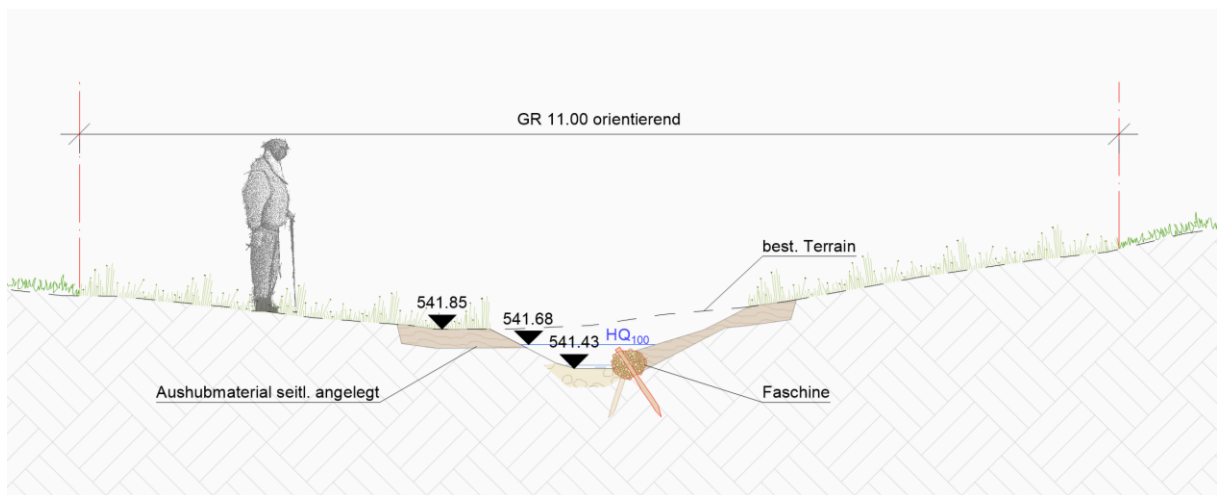 GR 11.00 orientierend
best. Terrain
541.85
541.68
HQ100
541.43
Aushubmaterial seitl. angelegt
Faschine